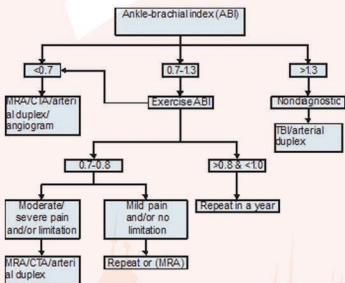 Ankle-brachial index (ABI)
<0.7
0.7-1.3
>1.3
MRA/CTA/arteri
al duplex/
angiogram
Exercise ABI
Nondiagnostic
TBI/arterial
duplex
0.7-0.8
>0.8 & <1.0
Moderate/
severe pain
and/or limitation
Mild pain
and/or no
limitation
Repeat in a year
MRA/CTA/arteri
al duplex
Repeat or (MRA)